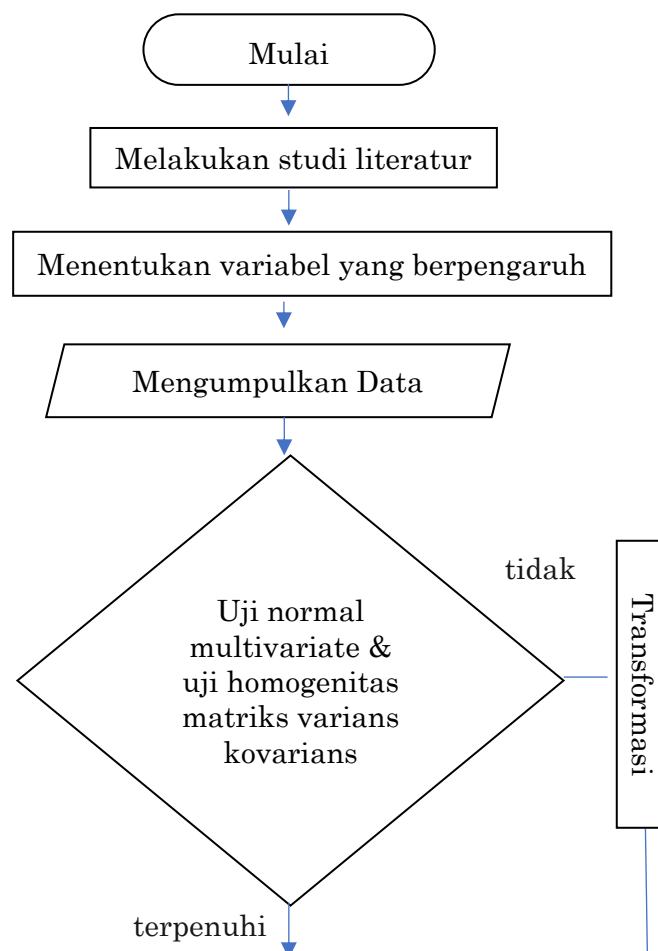 Mulai
Melakukan studi literatur
Menentukan variabel yang berpengaruh
Mengumpulkan Data
tidak
Uji normal
multivariate &
uji homogenitas
matriks varians
kovarians
Transformasi
terpenuhi